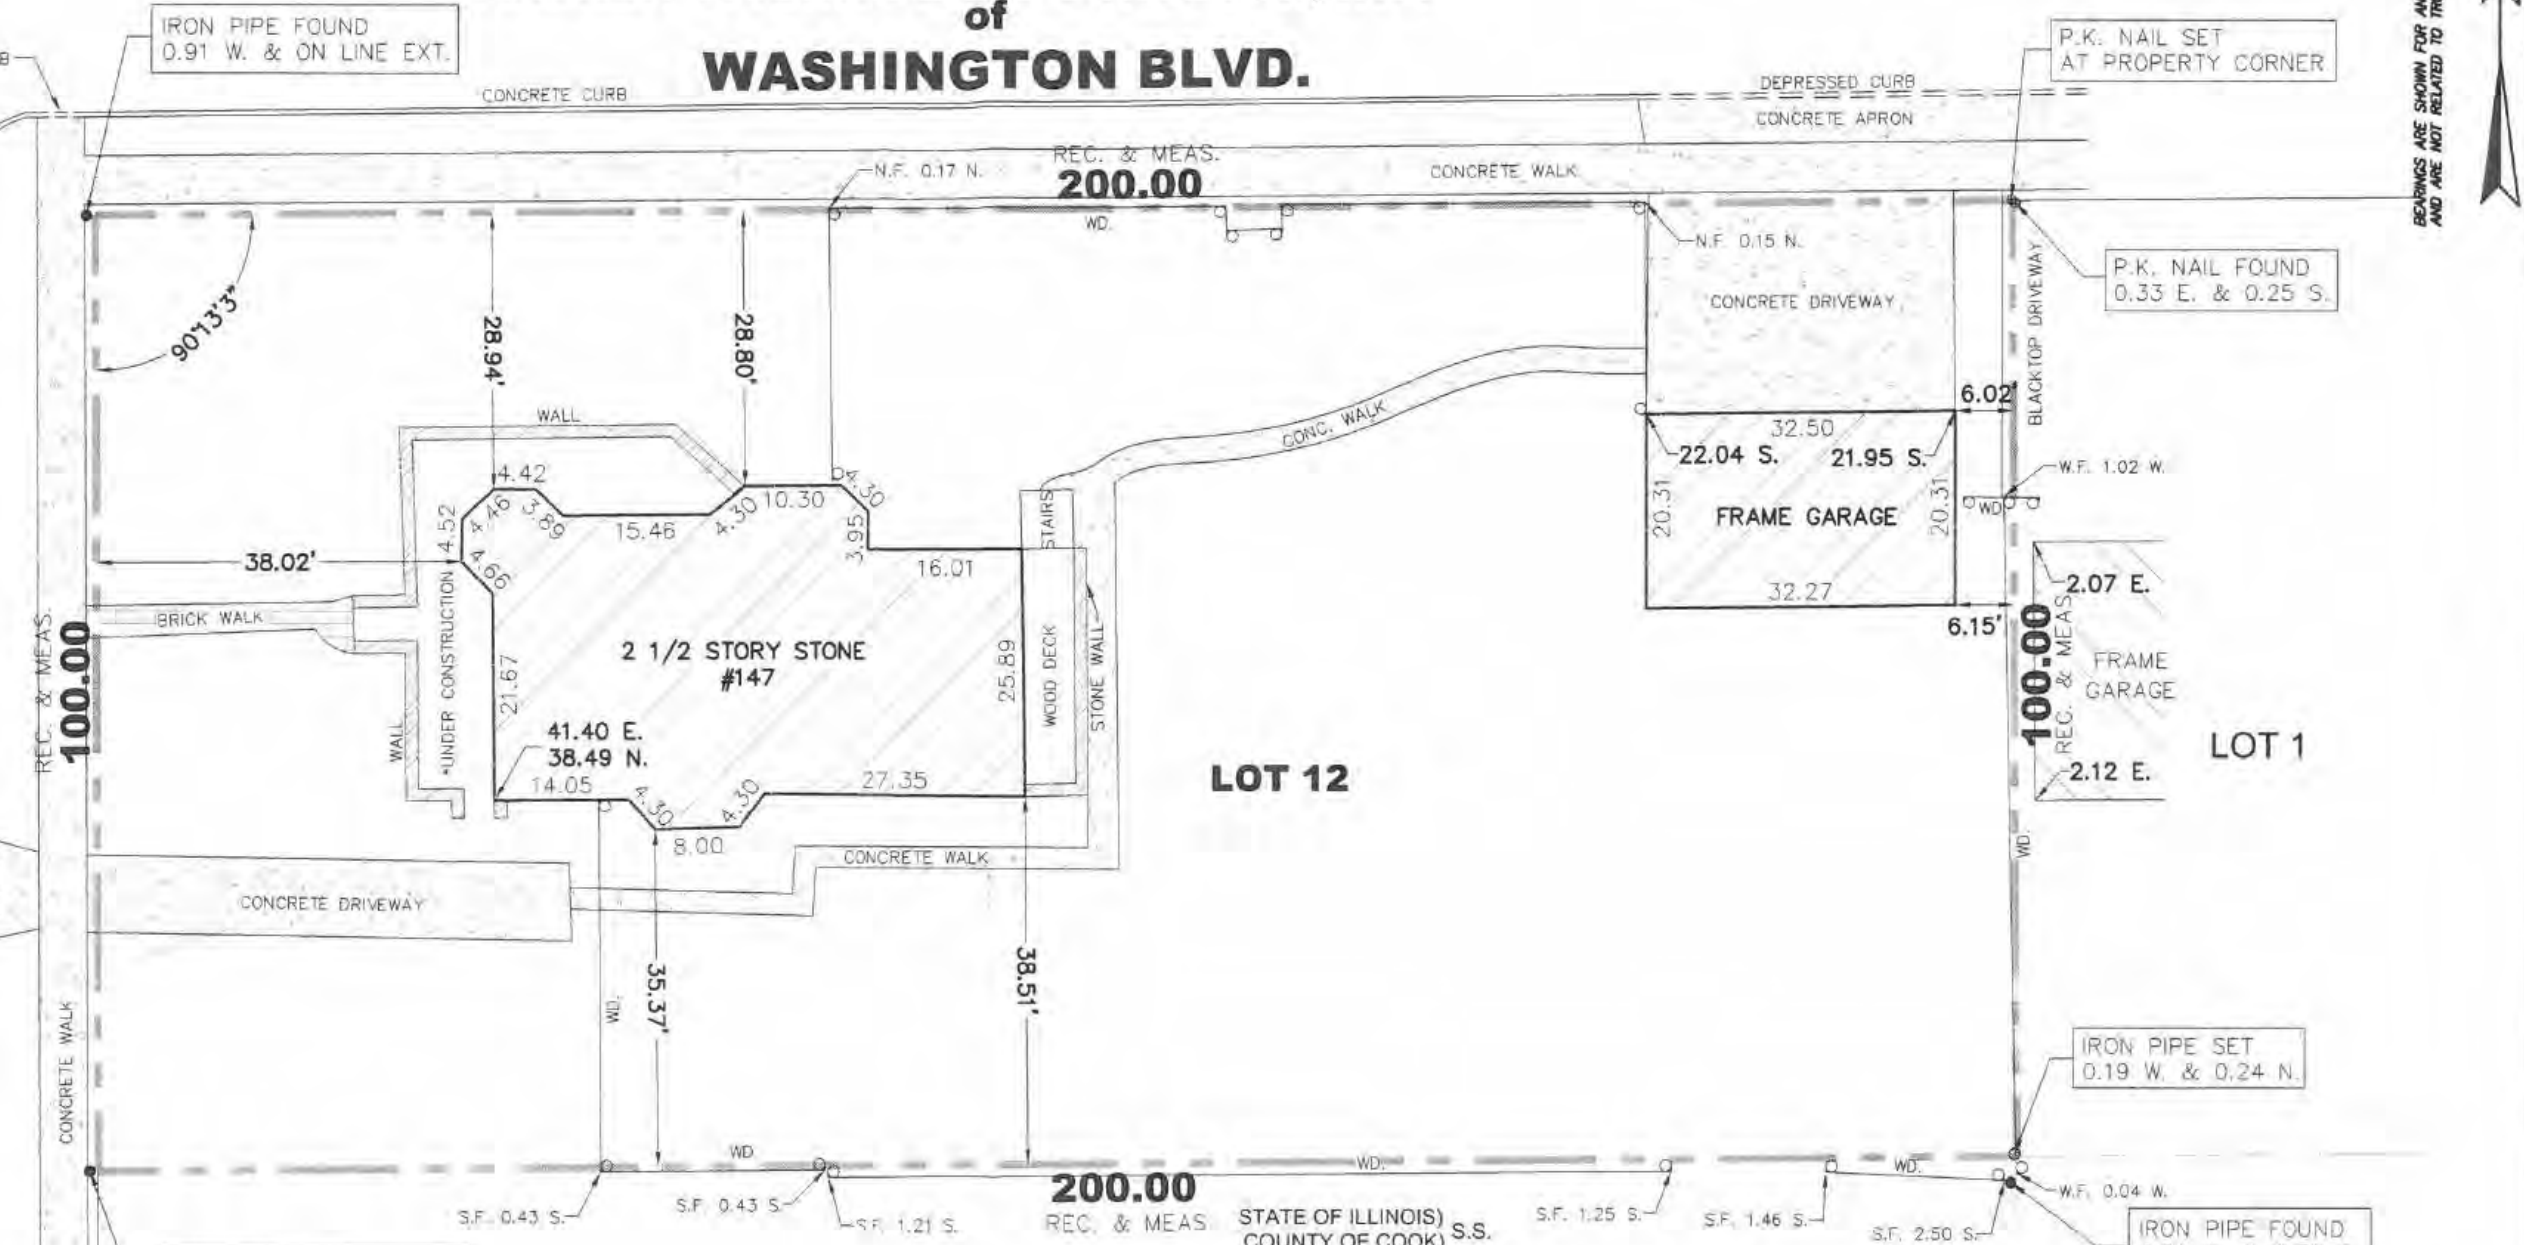 of
WASHINGTON BLVD.
IRON PIPE FOUND
0.91 W. & ON LINE EXT.
B
CONCRETE CURB
DEPRESSED CURB
CONCRETE APRON
P.K. NAIL SET
AT PROPERTY CORNER
BEARINGS ARE SHOWN FOR
AND ARE NOT RELATED TO
REC. & MEAS.
200.00
N.F. 0.17 N.
CONCRETE WALK
WD.
N.F. 0.15 N.
P.K. NAIL FOUND
0.33 E. & 0.25 S.
90°13'3"
28.94'
28.80'
CONCRETE DRIVEWAY
BLACKTOP DRIVEWAY
WALL
CONC. WALK
6.02'
32.50
22.04 S.
21.95 S.
20.31
FRAME GARAGE
20.31
32.27
6.15'
W.F. 1.02 W.
WD
4.42
4.46
3.89
4.52
15.46
4.30
10.30
4.30
3.95
16.01
STAIRS
38.02'
4.66
BRICK WALK
*UNDER CONSTRUCTION
WALL
21.67
2 1/2 STORY STONE
#147
25.89
WOOD DECK
STONE WALL
41.40 E.
38.49 N.
14.05
4.30
8.00
4.30
27.35
REC. & MEAS.
100.00
LOT 12
2.07 E.
100.00
REC. & MEAS.
FRAME
GARAGE
2.12 E.
LOT 1
CONCRETE WALK
CONCRETE DRIVEWAY
WD.
35.37'
38.51'
WD.
CONCRETE WALK
IRON PIPE SET
0.19 W. & 0.24 N.
WD
WD.
WD.
200.00
REC. & MEAS
S.F. 0.43 S.
S.F. 0.43 S.
S.F. 1.21 S.
STATE OF ILLINOIS)
COUNTY OF COOK)
S.S.
S.F. 1.25 S.
S.F. 1.46 S.
S.F. 2.50 S.
W.F. 0.04 W.
IRON PIPE FOUND